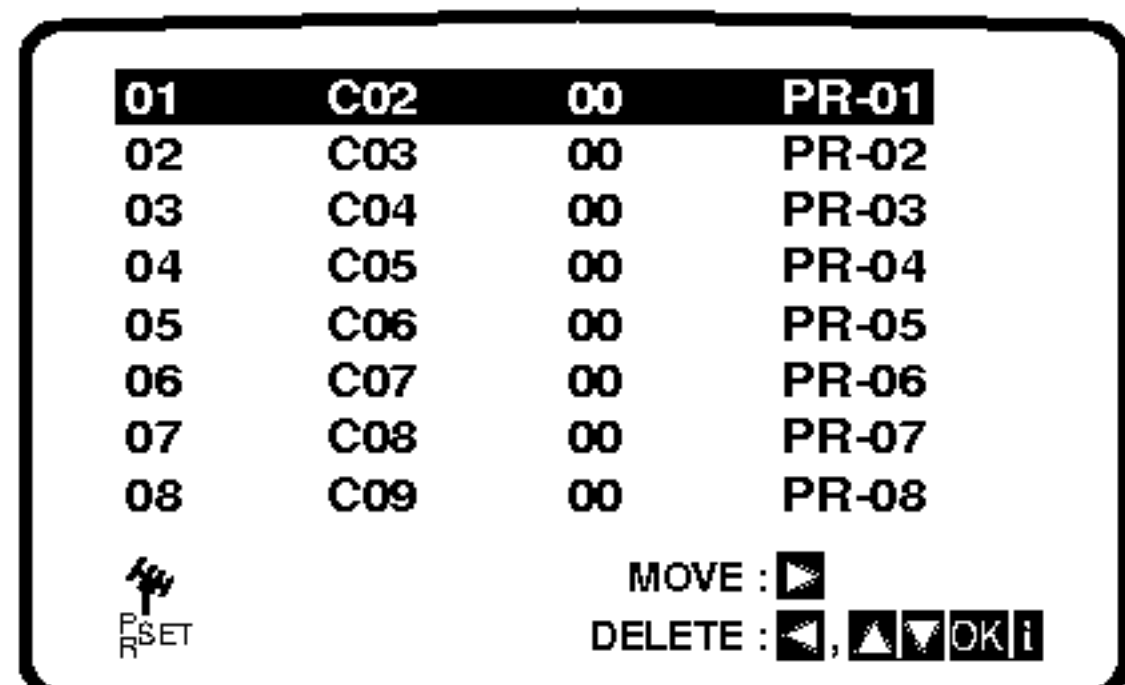 01 C02 00 PR-01
02 C03 00 PR-02
03 C04 00 PR-03
04 C05 00 PR-04
05 C06 00 PR-05
06 C07 00 PR-06
07 C08 00 PR-07
08 C09 00 PR-08
MOVE : ▷
PR SET DELETE : ◁, △ ▽ OK i